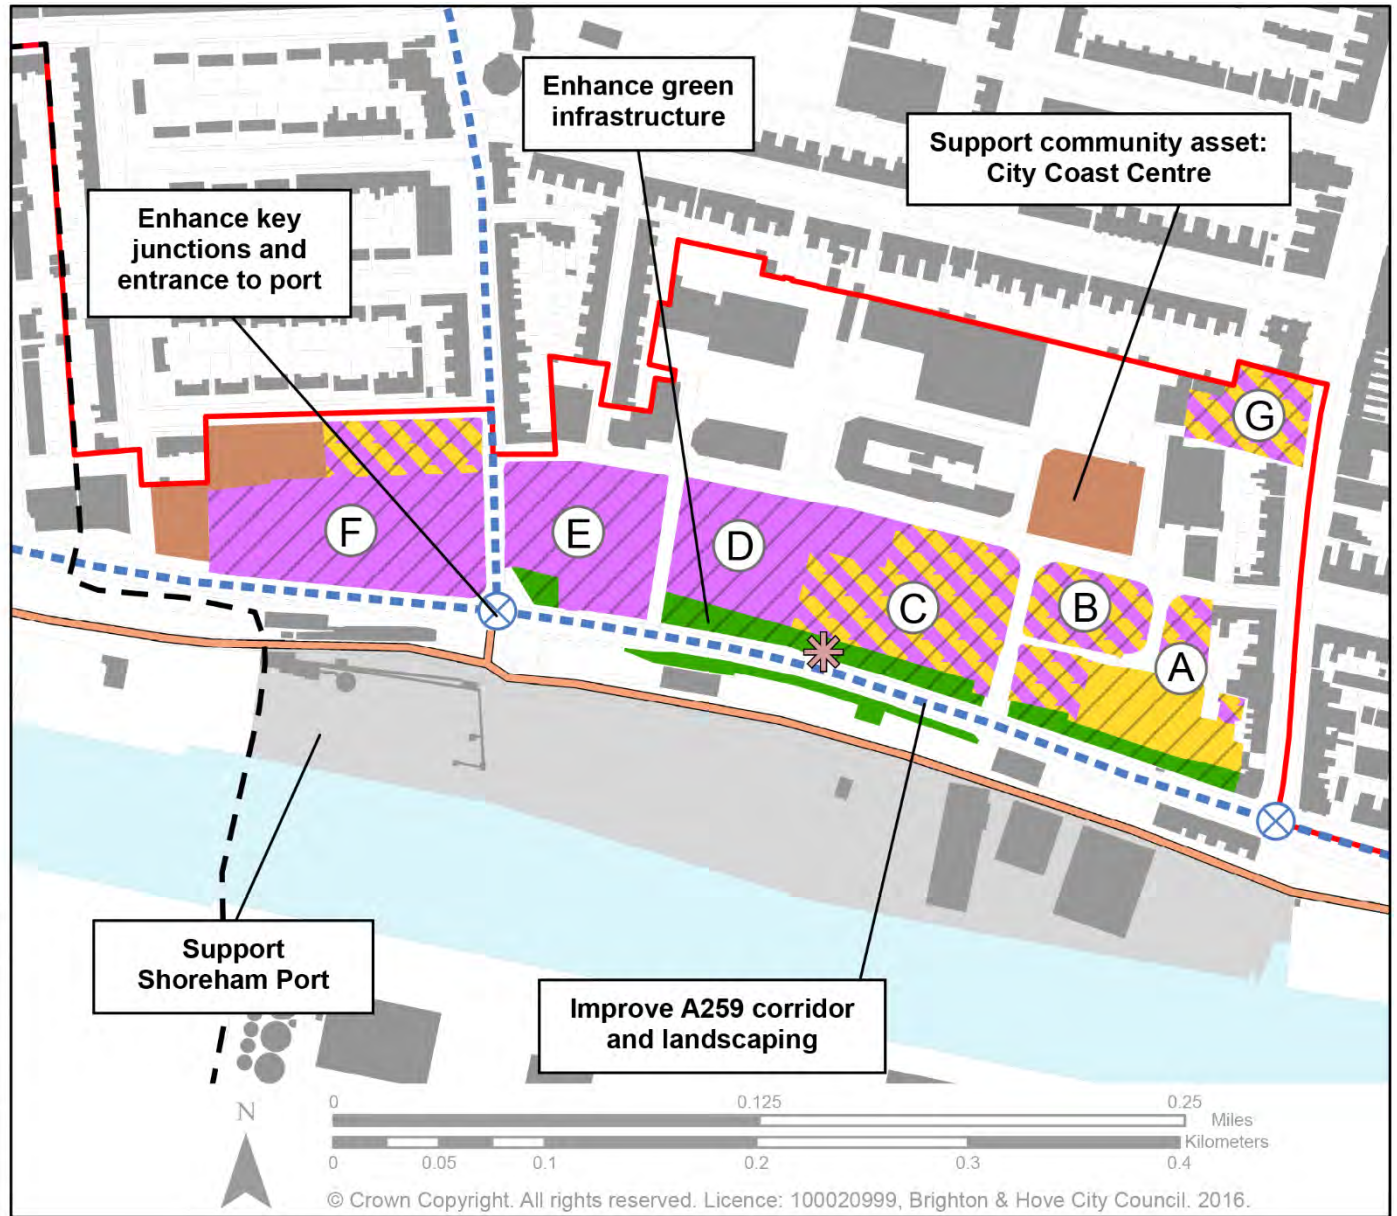 Enhance green
infrastructure
Support community asset:
City Coast Centre
Enhance key
junctions and
entrance to port
G
F
E
D
C
B
A
Support
Shoreham Port
Improve A259 corridor
and landscaping
N
0 0.125 0.25
Miles
Kilometers
0 0.05 0.1 0.2 0.3 0.4
© Crown Copyright. All rights reserved. Licence: 100020999, Brighton & Hove City Council. 2016.